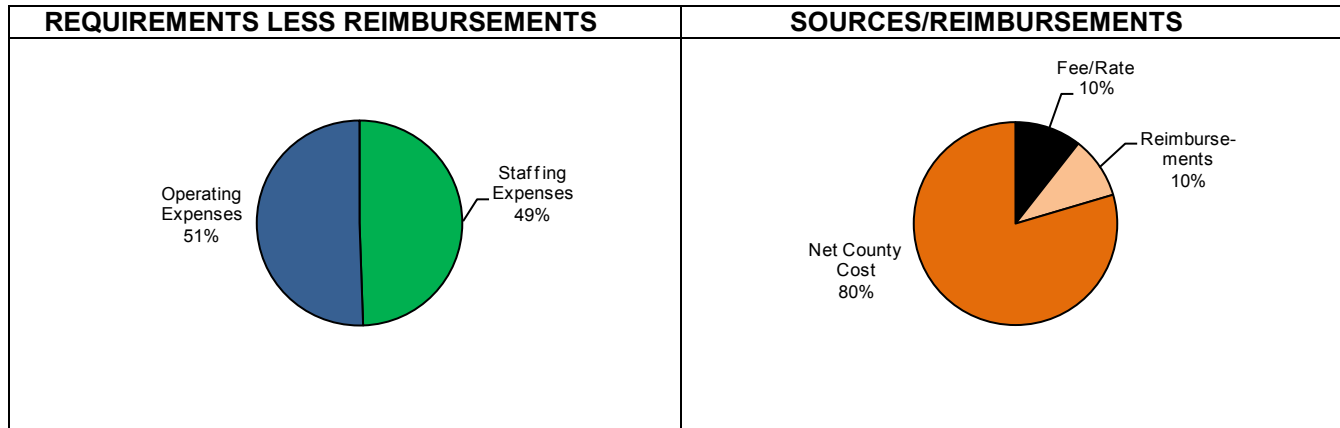 REQUIREMENTS LESS REIMBURSEMENTS
Operating
Expenses
51%
Staffing
Expenses
49%
SOURCES/REIMBURSEMENTS
Fee/Rate
10%
Reimburse-
ments
10%
Net County
Cost
80%